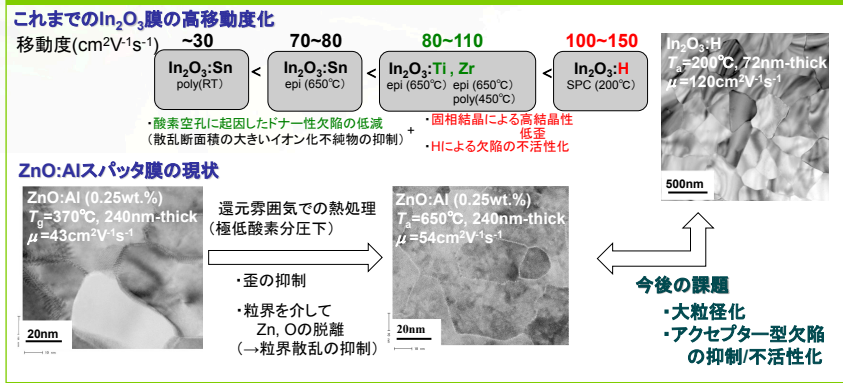 これまでのIn2O3膜の高移動度化
移動度(cm2V-1s-1)
~30
70~80
80~110
100~150
In2O3:Sn
poly(RT)
<
In2O3:Sn
epi (650℃)
<
In2O3:Ti , Zr
epi (650℃) epi (650℃)
poly(450℃)
<
In2O3:H
SPC (200℃)
・酸素空孔に起因したドナー性欠陥の低減
(散乱断面積の大きいイオン化不純物の抑制)
+
・固相結晶による高結晶性
低歪
・Hによる欠陥の不活性化
In2O3:H
Ta=200℃, 72nm-thick
μ=120cm2V-1s-1
500nm
ZnO:Alスパッタ膜の現状
ZnO:Al (0.25wt.%)
Tg=370℃, 240nm-thick
μ=43cm2V-1s-1
20nm
還元雰囲気での熱処理
(極低酸素分圧下)
・歪の抑制
・粒界を介して
Zn, Oの脱離
(→粒界散乱の抑制)
ZnO:Al (0.25wt.%)
Ta=650℃, 240nm-thick
μ=54cm2V-1s-1
20nm
今後の課題
・大粒径化
・アクセプター型欠陥
の抑制/不活性化